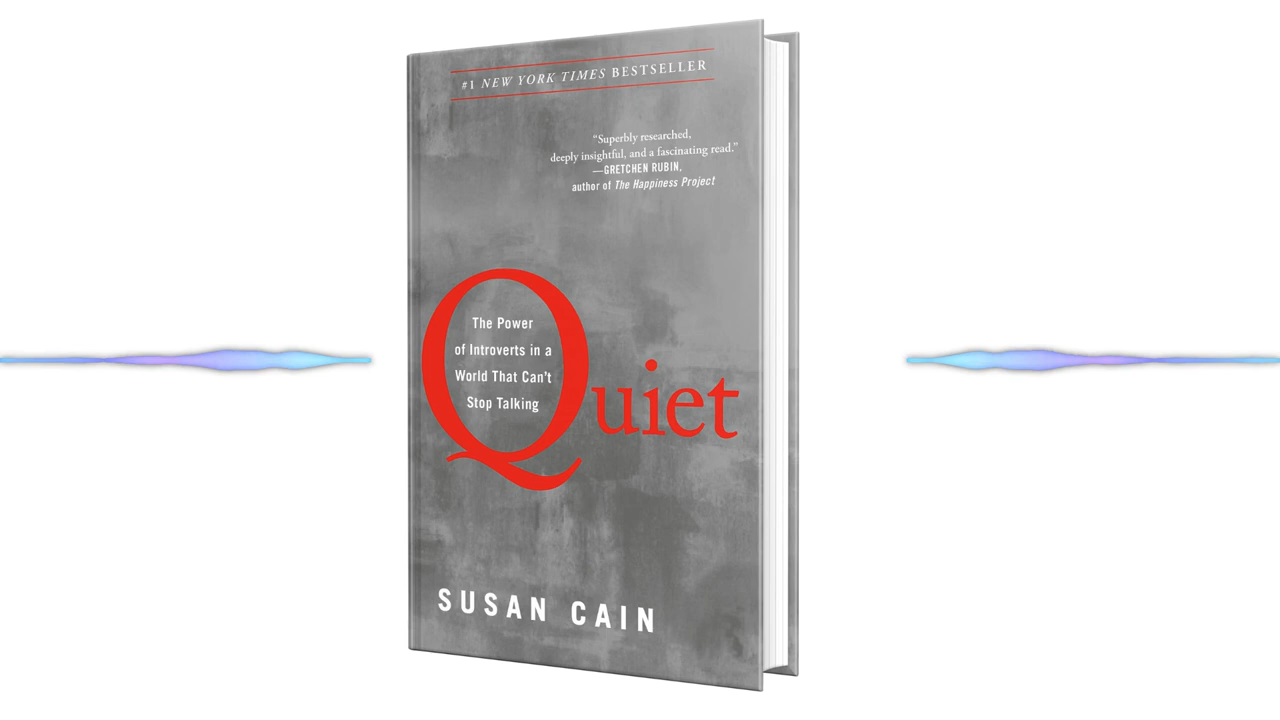 #1 NEW YORK TIMES BESTSELLER
“Superbly researched,
deeply insightful, and a fascinating read.”
—GRETCHEN RUBIN,
author of The Happiness Project
The Power
of Introverts in a
World That Can't
Stop Talking
Quiet
SUSAN CAIN